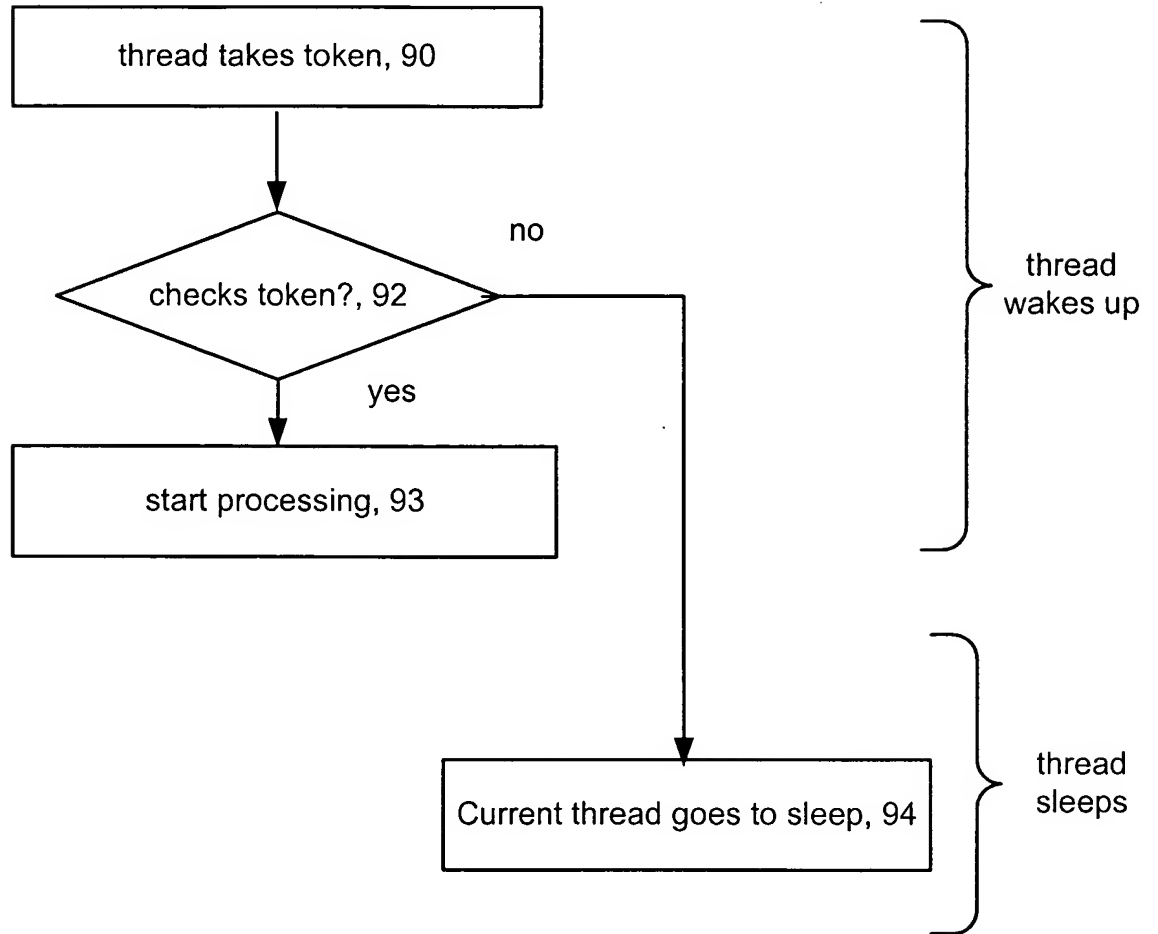 thread takes token, 90
no
checks token?, 92
thread
wakes up
yes
start processing, 93
thread
sleeps
Current thread goes to sleep, 94